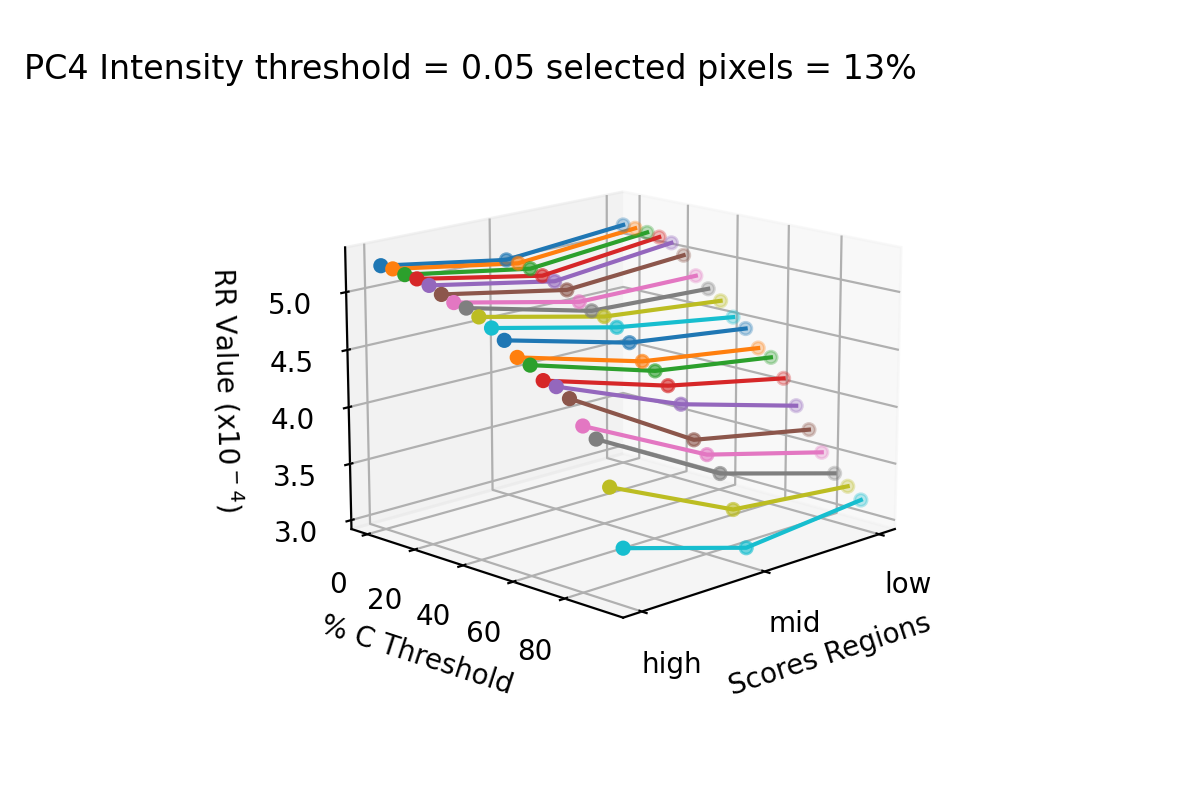 PC4 Intensity threshold = 0.05 selected pixels = 13%
RR Value (x10⁻⁴)
5.0
4.5
4.0
3.5
3.0
0
20
40
60
80
% C Threshold
high
mid
low
Scores Regions